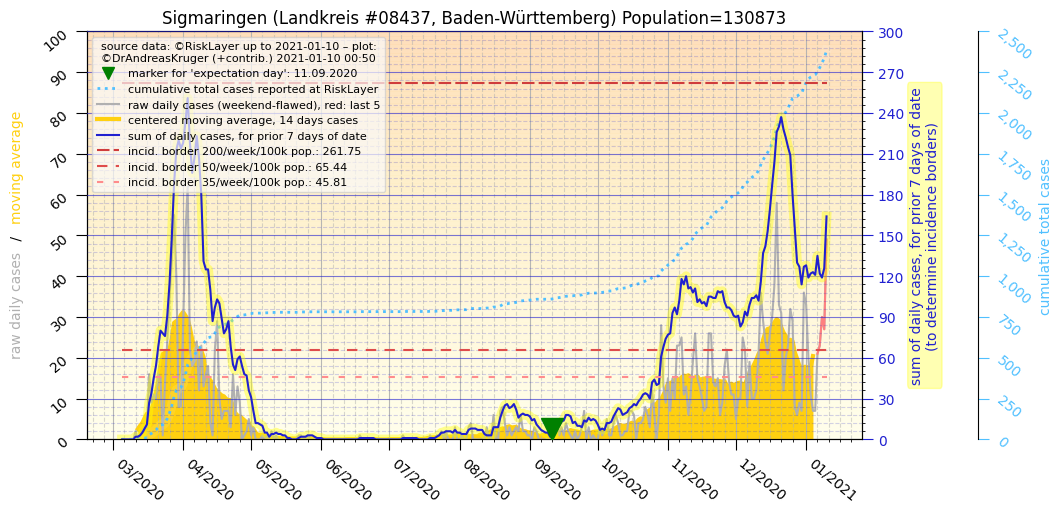 Sigmaringen (Landkreis #08437, Baden-Württemberg) Population=130873
source data: ©RiskLayer up to 2021-01-10 – plot:
©DrAndreasKruger (+contrib.) 2021-01-10 00:50
marker for 'expectation day': 11.09.2020
cumulative total cases reported at RiskLayer
raw daily cases (weekend-flawed), red: last 5
centered moving average, 14 days cases
sum of daily cases, for prior 7 days of date
incid. border 200/week/100k pop.: 261.75
incid. border 50/week/100k pop.: 65.44
incid. border 35/week/100k pop.: 45.81
raw daily cases / moving average
100
90
80
70
60
50
40
30
20
10
0
03/2020
04/2020
05/2020
06/2020
07/2020
08/2020
09/2020
10/2020
11/2020
12/2020
01/2021
300
270
240
210
180
150
120
90
60
30
0
sum of daily cases, for prior 7 days of date
(to determine incidence borders)
2,500
2,250
2,000
1,750
1,500
1,250
1,000
750
500
250
0
cumulative total cases